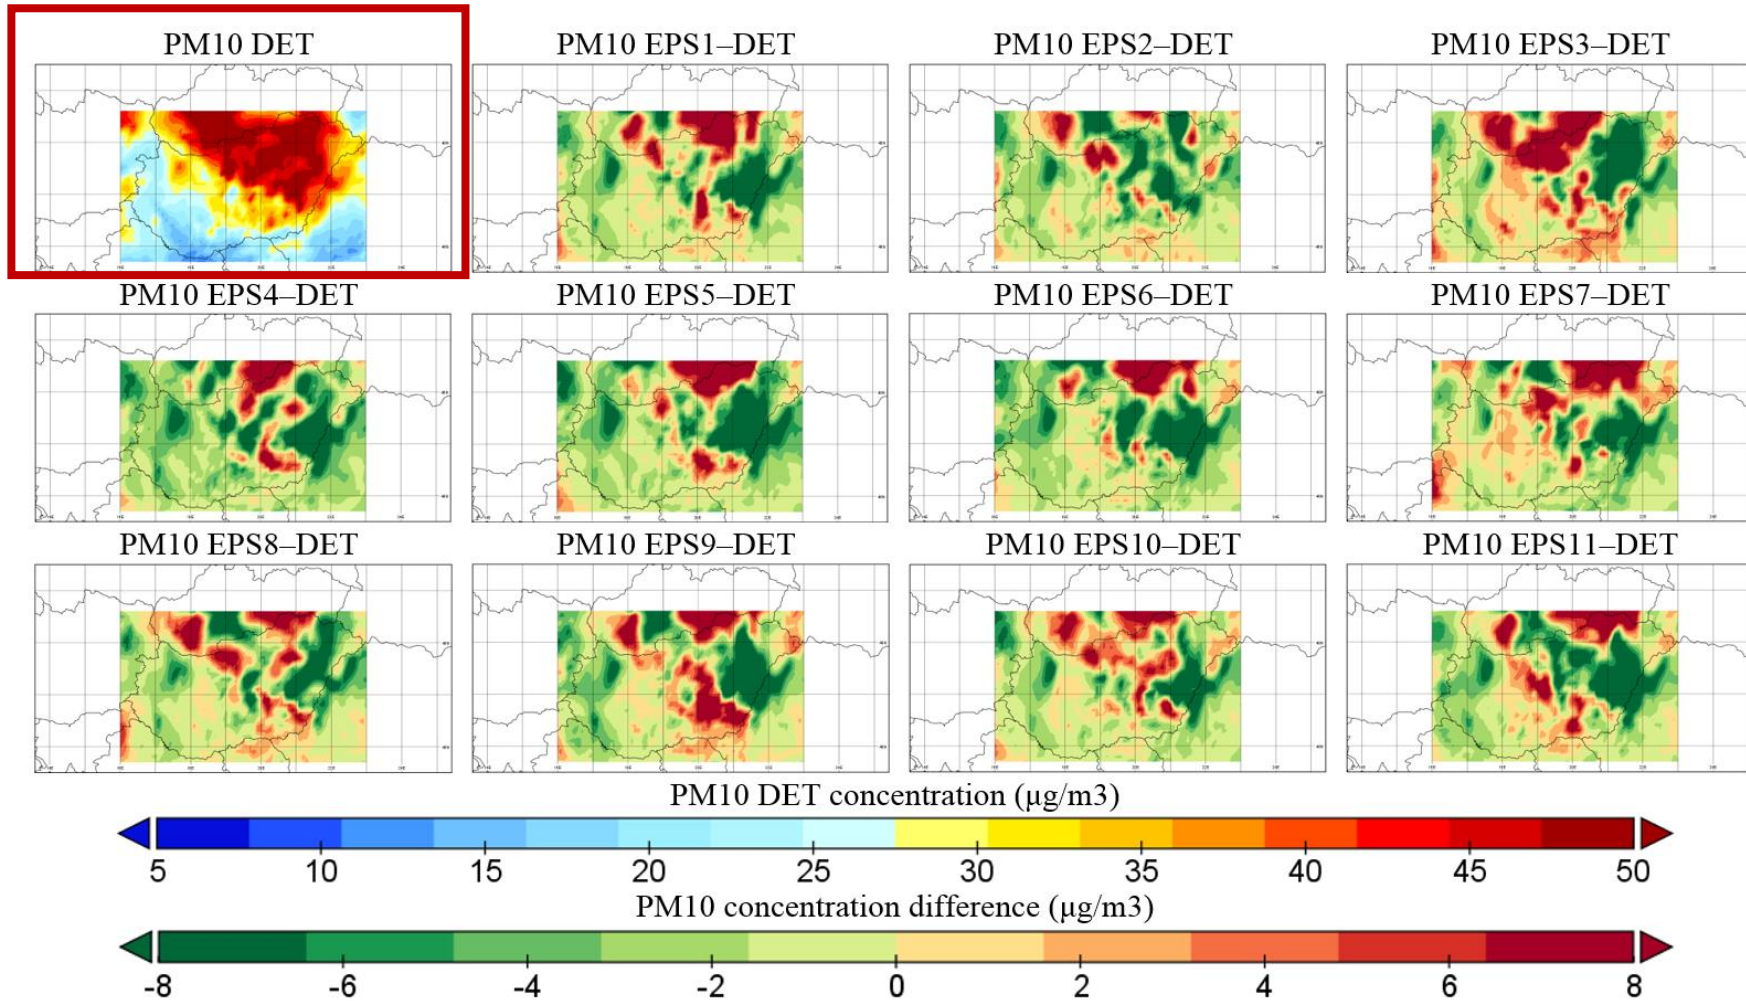 PM10 DET
PM10 EPS1–DET
PM10 EPS2–DET
PM10 EPS3–DET
PM10 EPS4–DET
PM10 EPS5–DET
PM10 EPS6–DET
PM10 EPS7–DET
PM10 EPS8–DET
PM10 EPS9–DET
PM10 EPS10–DET
PM10 EPS11–DET
PM10 DET concentration (µg/m3)
5 10 15 20 25 30 35 40 45 50
PM10 concentration difference (µg/m3)
-8 -6 -4 -2 0 2 4 6 8